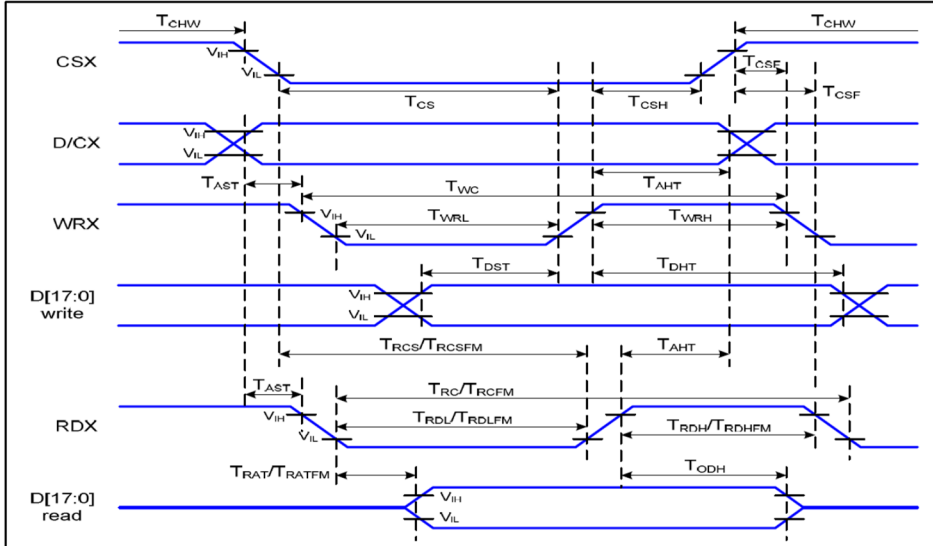 TCHW TCHW
CSX VIH VIL TCSF
TCS TCSH TCSF
D/CX VIH VIL
TAST TWC TAHT
WRX VIH VIL TWRL TWRH
TDST TDHT
D[17:0]
write
VIH
VIL
TRCS/TRCSFM TAHT
TAST TRC/TRCFM
RDX VIH VIL TRDL/TRDLFM TRDH/TRDHFM
TRAT/TRATFM TODH
D[17:0]
read
VIH
VIL